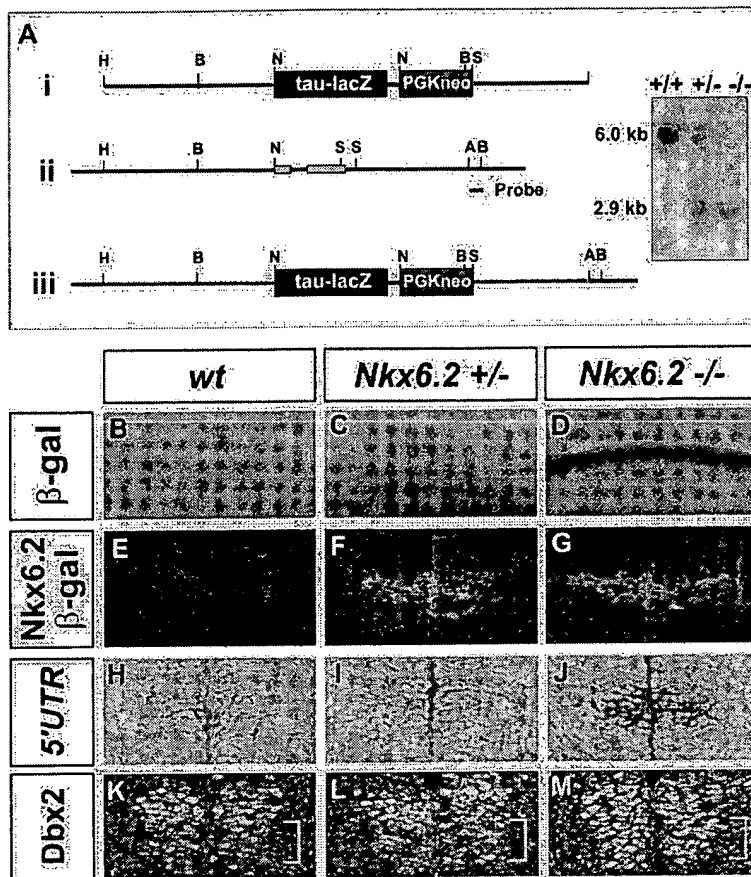 A
H B N N BS
i tau-lacZ PGKneo
+/+ +/- -/-
6.0 kb
H B N S S AB
ii
Probe
2.9 kb
H B N N BS AB
iii tau-lacZ PGKneo
wt Nkx6.2 +/- Nkx6.2 -/-
β-gal
B C D
Nkx6.2
β-gal
E F G
5'UTR
H I J
Dbx2
K L M